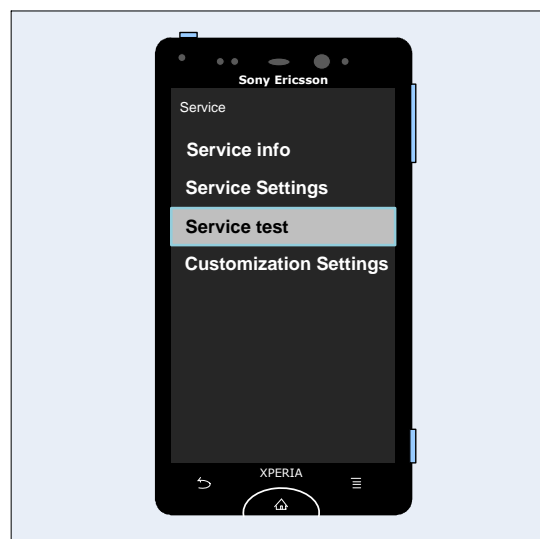 Sony Ericsson
Service
Service info
Service Settings
Service test
Customization Settings
XPERIA